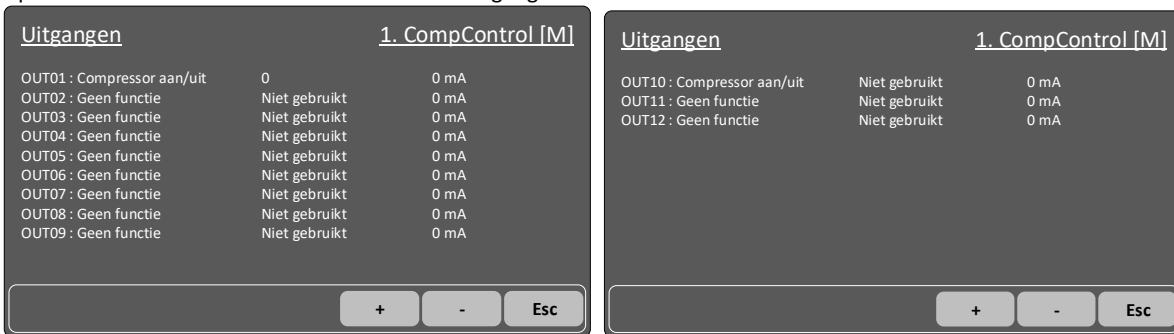 Uitgangen 1. CompControl [M]
OUT01 : Compressor aan/uit 0 0 mA
OUT02 : Geen functie Niet gebruikt 0 mA
OUT03 : Geen functie Niet gebruikt 0 mA
OUT04 : Geen functie Niet gebruikt 0 mA
OUT05 : Geen functie Niet gebruikt 0 mA
OUT06 : Geen functie Niet gebruikt 0 mA
OUT07 : Geen functie Niet gebruikt 0 mA
OUT08 : Geen functie Niet gebruikt 0 mA
OUT09 : Geen functie Niet gebruikt 0 mA
+ - Esc
Uitgangen 1. CompControl [M]
OUT10 : Compressor aan/uit Niet gebruikt 0 mA
OUT11 : Geen functie Niet gebruikt 0 mA
OUT12 : Geen functie Niet gebruikt 0 mA
+ - Esc